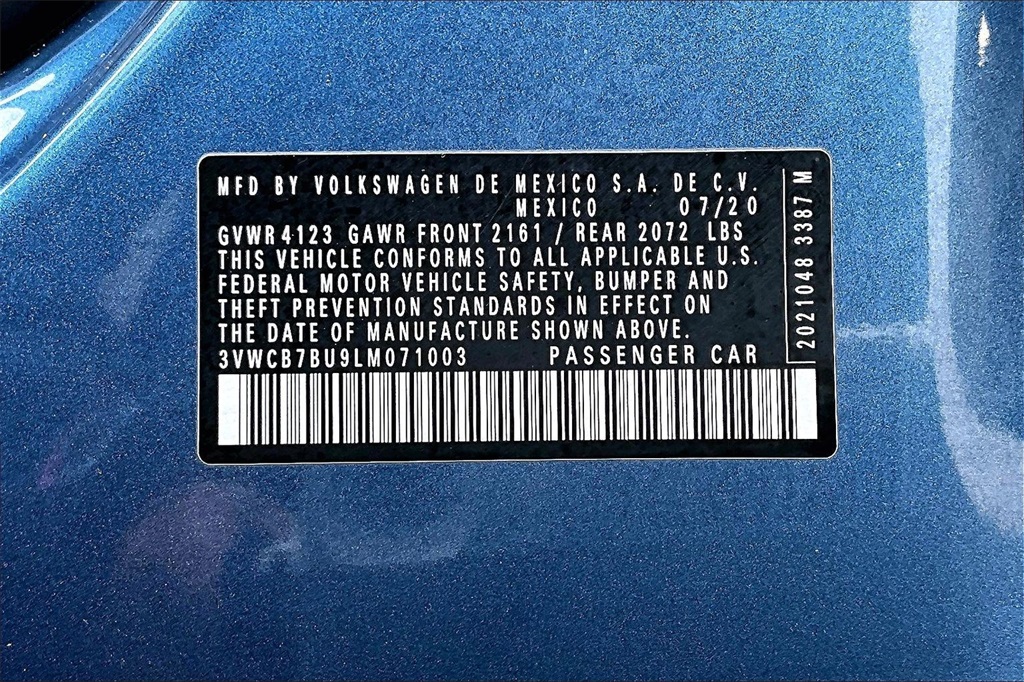 MFD BY VOLKSWAGEN DE MEXICO S.A. DE C.V.
MEXICO 07/20
GVWR 4123 GAWR FRONT 2161 / REAR 2072 LBS
THIS VEHICLE CONFORMS TO ALL APPLICABLE U.S.
FEDERAL MOTOR VEHICLE SAFETY, BUMPER AND
THEFT PREVENTION STANDARDS IN EFFECT ON
THE DATE OF MANUFACTURE SHOWN ABOVE.
3VWCB7BU9LM071003 PASSENGER CAR
2021048 3387 M